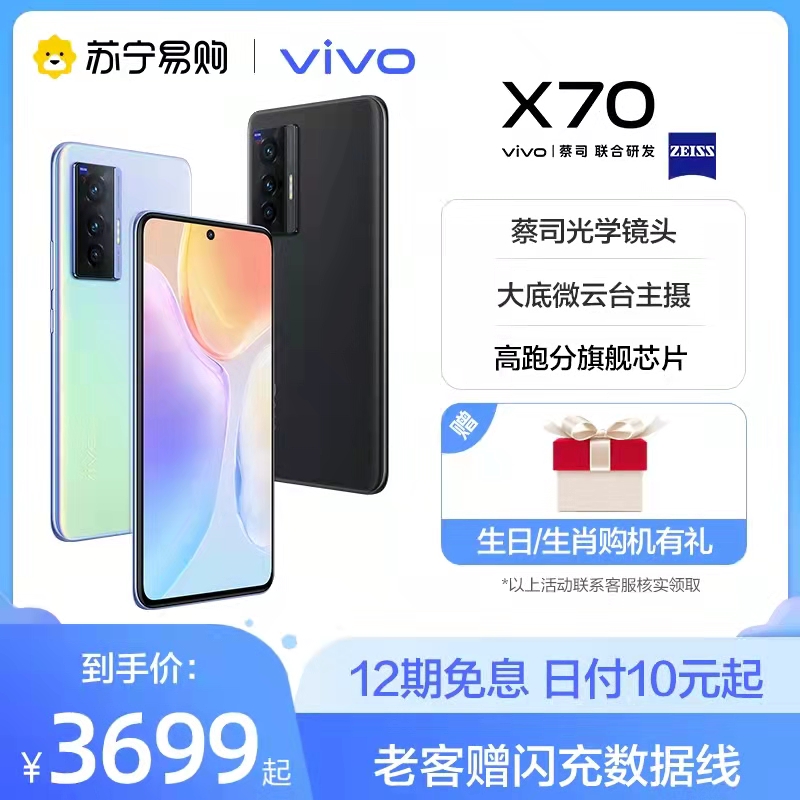 苏宁易购 | vivo
X70
vivo | 蔡司 联合研发 ZEISS
蔡司光学镜头
大底微云台主摄
高跑分旗舰芯片
vivo
赠
生日/生肖购机有礼
*以上活动联系客服核实领取
到手价:
¥3699起
12期免息 日付10元起
老客赠闪充数据线